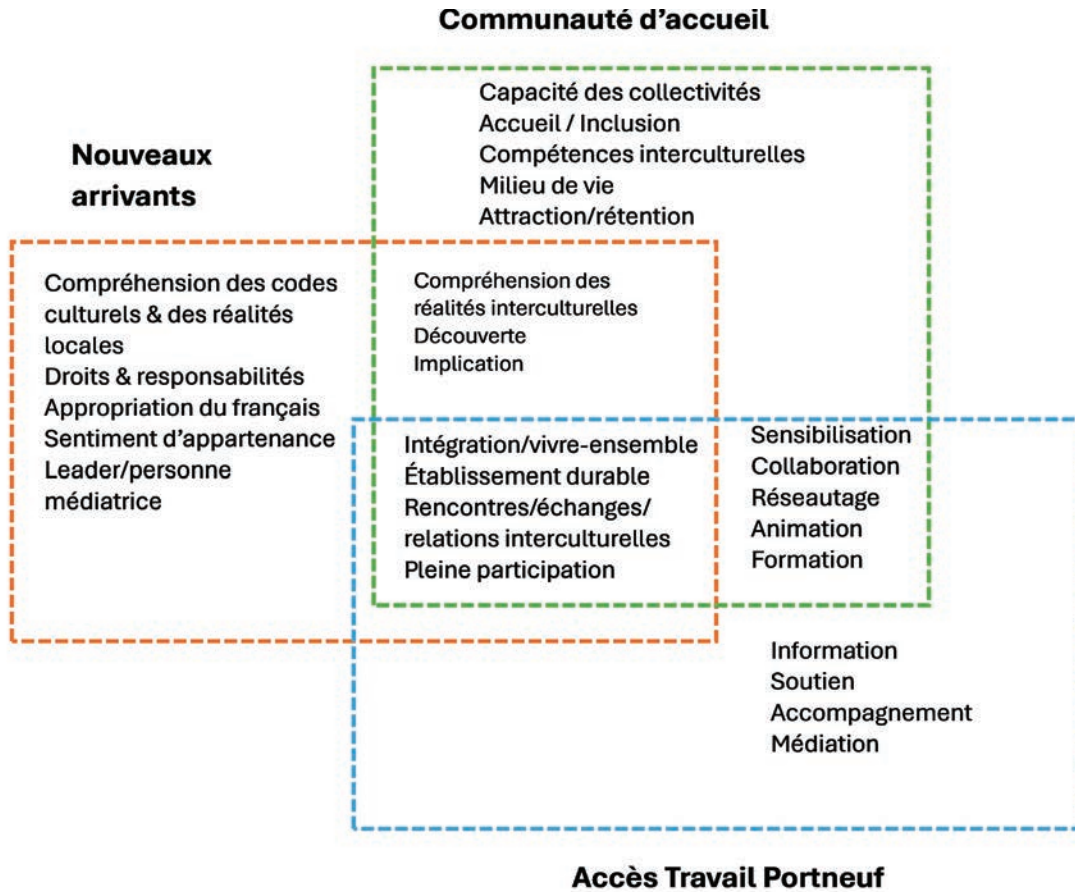 Communauté d'accueil
Capacité des collectivités
Accueil / Inclusion
Compétences interculturelles
Milieu de vie
Attraction/rétention
Nouveaux
arrivants
Compréhension des codes
culturels & des réalités
locales
Droits & responsabilités
Appropriation du français
Sentiment d'appartenance
Leader/personne
médiatrice
Compréhension des
réalités interculturelles
Découverte
Implication
Intégration/vivre-ensemble
Établissement durable
Rencontres/échanges/
relations interculturelles
Pleine participation
Sensibilisation
Collaboration
Réseautage
Animation
Formation
Information
Soutien
Accompagnement
Médiation
Accès Travail Portneuf